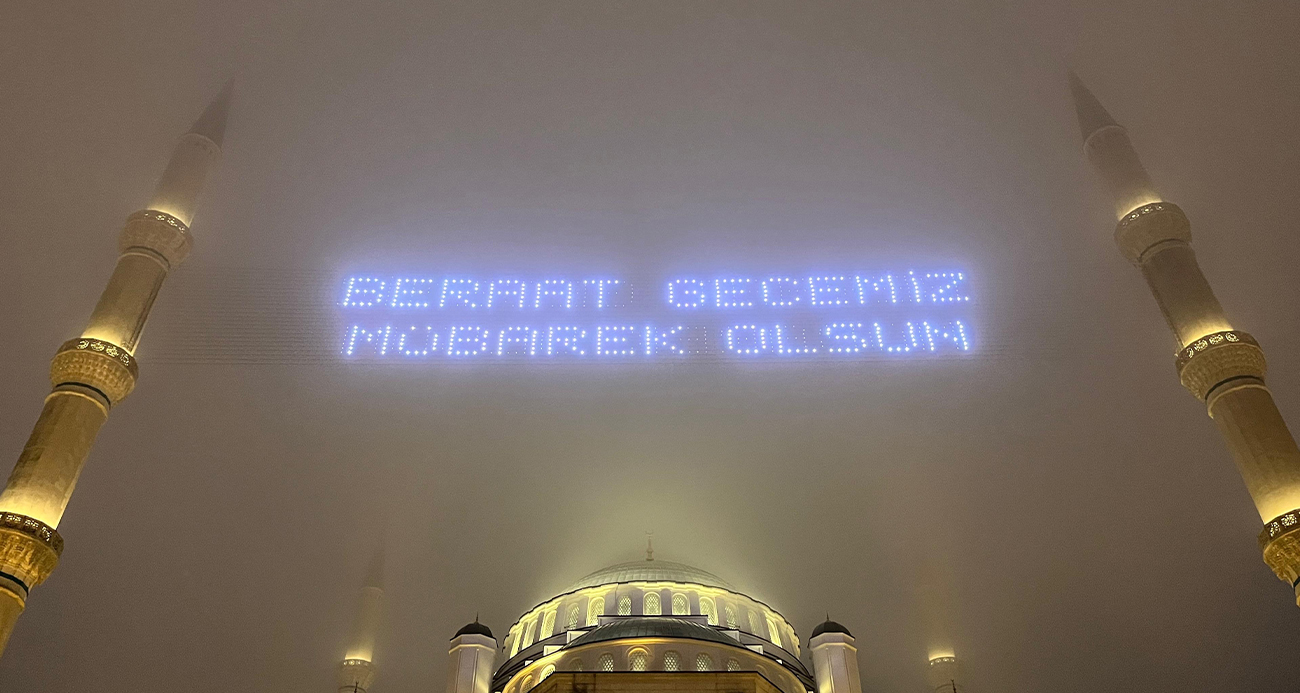 BERAAT GECEMİZ
MÜBAREK OLSUN